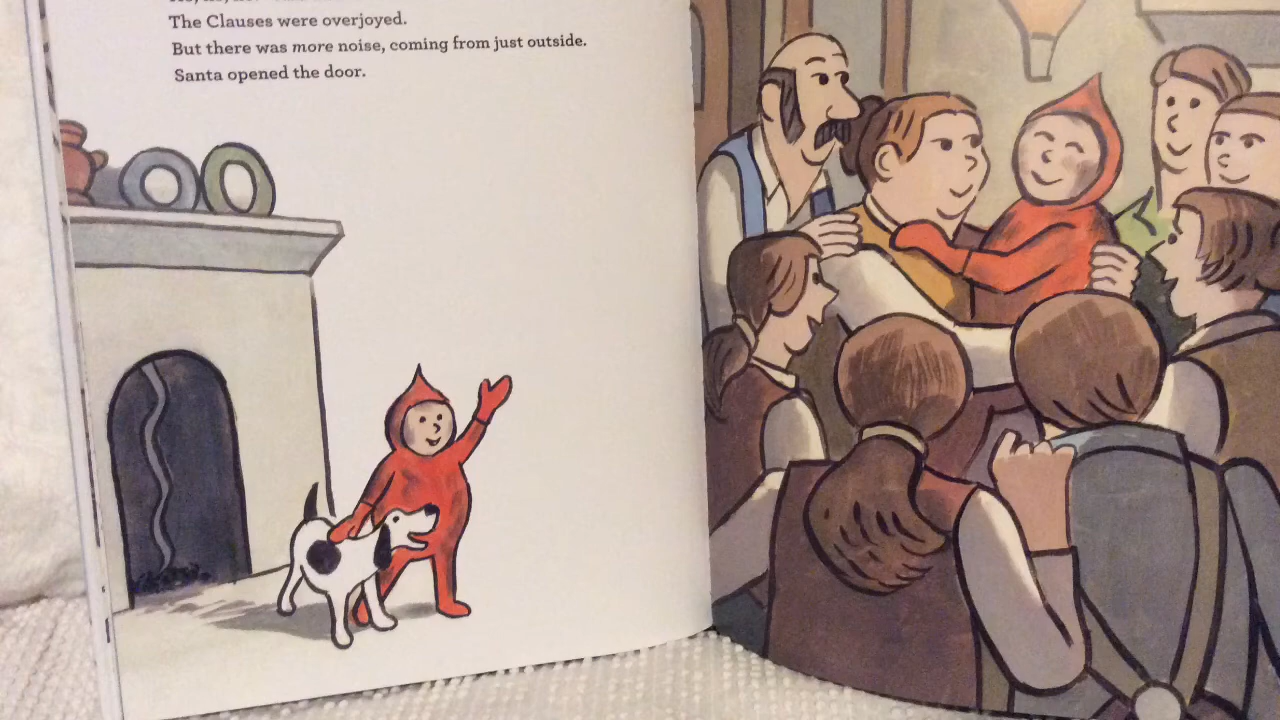 The Clauses were overjoyed.
But there was more noise, coming from just outside.
Santa opened the door.